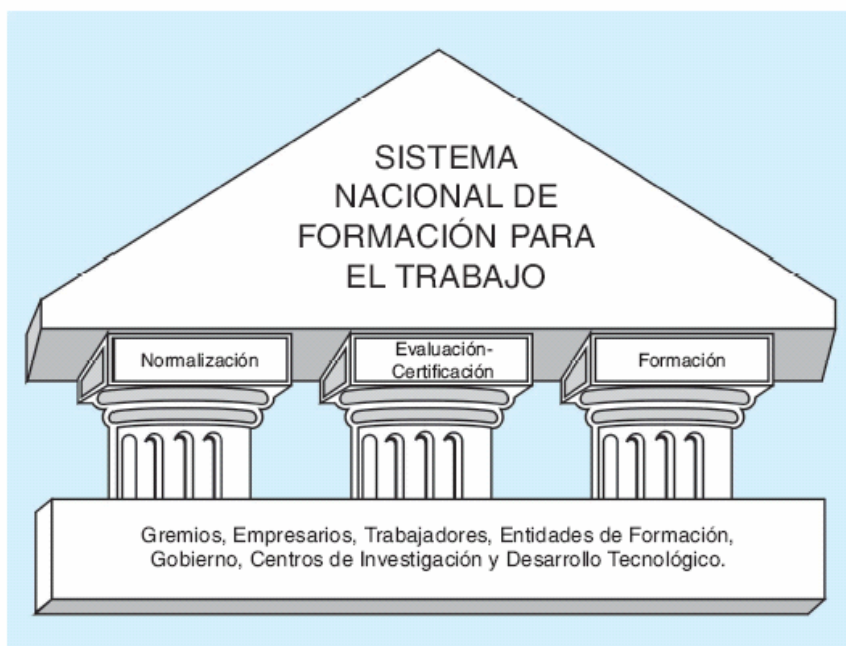 SISTEMA
NACIONAL DE
FORMACIÓN PARA
EL TRABAJO
Normalización
Evaluación-
Certificación
Formación
Gremios, Empresarios, Trabajadores, Entidades de Formación,
Gobierno, Centros de Investigación y Desarrollo Tecnológico.